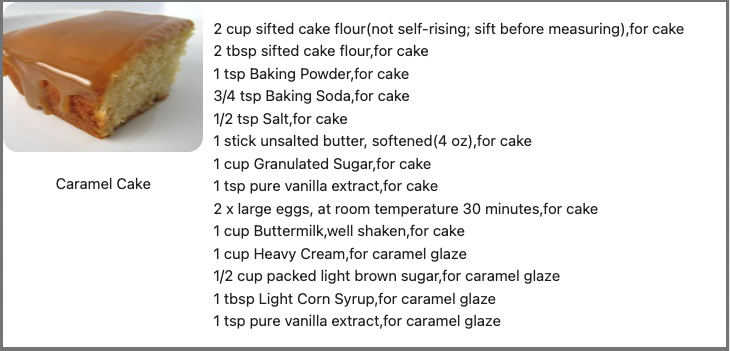 2 cup sifted cake flour(not self-rising; sift before measuring),for cake
2 tbsp sifted cake flour,for cake
1 tsp Baking Powder,for cake
3/4 tsp Baking Soda,for cake
1/2 tsp Salt,for cake
1 stick unsalted butter, softened(4 oz),for cake
1 cup Granulated Sugar,for cake
1 tsp pure vanilla extract,for cake
2 x large eggs, at room temperature 30 minutes,for cake
1 cup Buttermilk,well shaken,for cake
1 cup Heavy Cream,for caramel glaze
1/2 cup packed light brown sugar,for caramel glaze
1 tbsp Light Corn Syrup,for caramel glaze
1 tsp pure vanilla extract,for caramel glaze
Caramel Cake